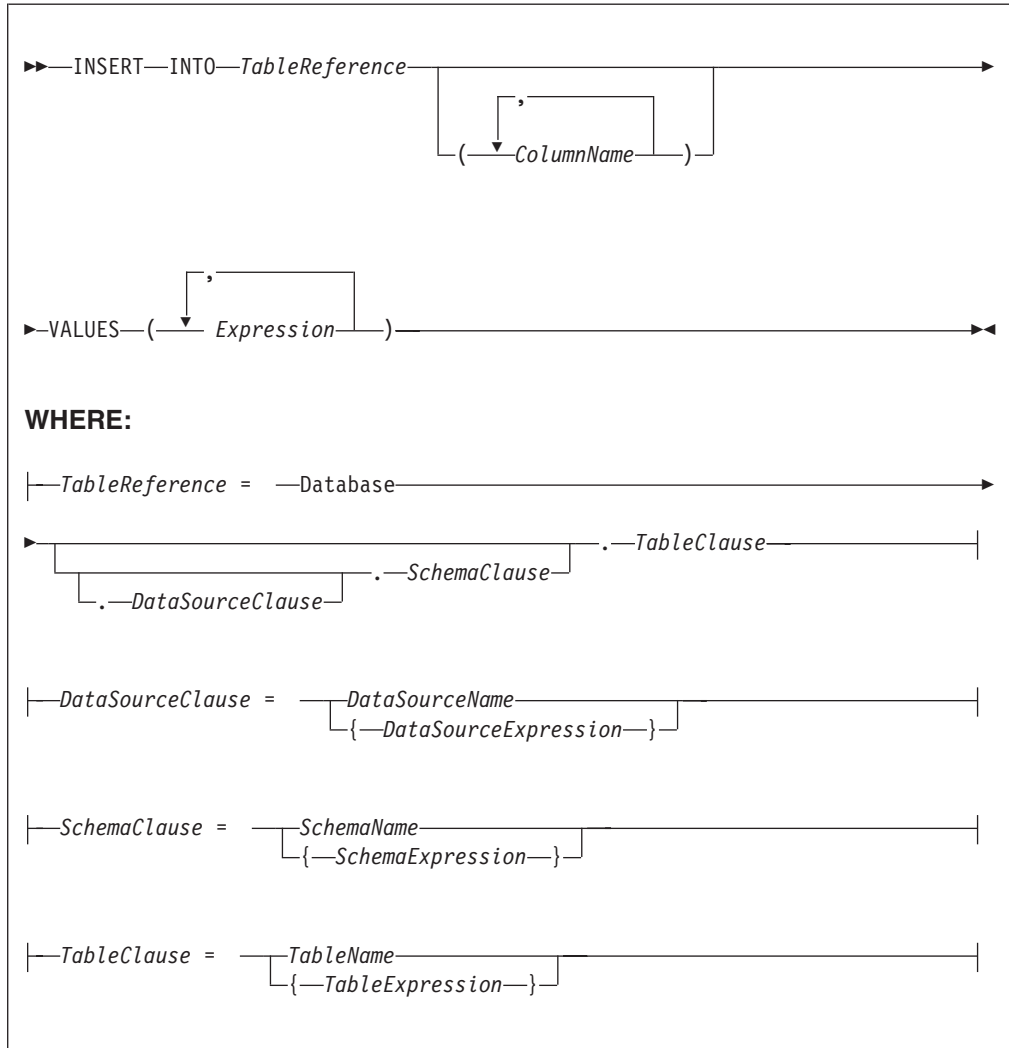 INSERT INTO TableReference
,
( ColumnName )
,
VALUES ( Expression )
WHERE:
TableReference = Database
. TableClause
. SchemaClause
. DataSourceClause
DataSourceClause = DataSourceName
{ DataSourceExpression }
SchemaClause = SchemaName
{ SchemaExpression }
TableClause = TableName
{ TableExpression }